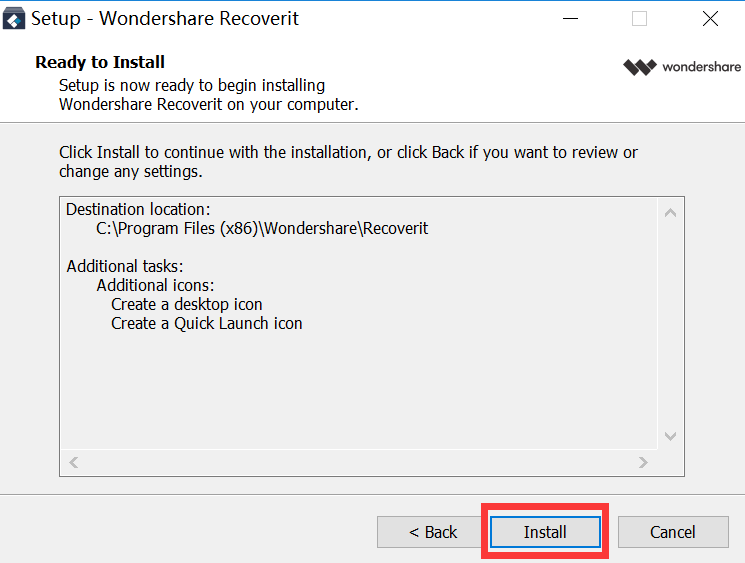 Setup - Wondershare Recoverit
Ready to Install
Setup is now ready to begin installing
Wondershare Recoverit on your computer.
wondershare
Click Install to continue with the installation, or click Back if you want to review or
change any settings.
Destination location:
C:\Program Files (x86)\Wondershare\Recoverit
Additional tasks:
Additional icons:
Create a desktop icon
Create a Quick Launch icon
< Back
Install
Cancel